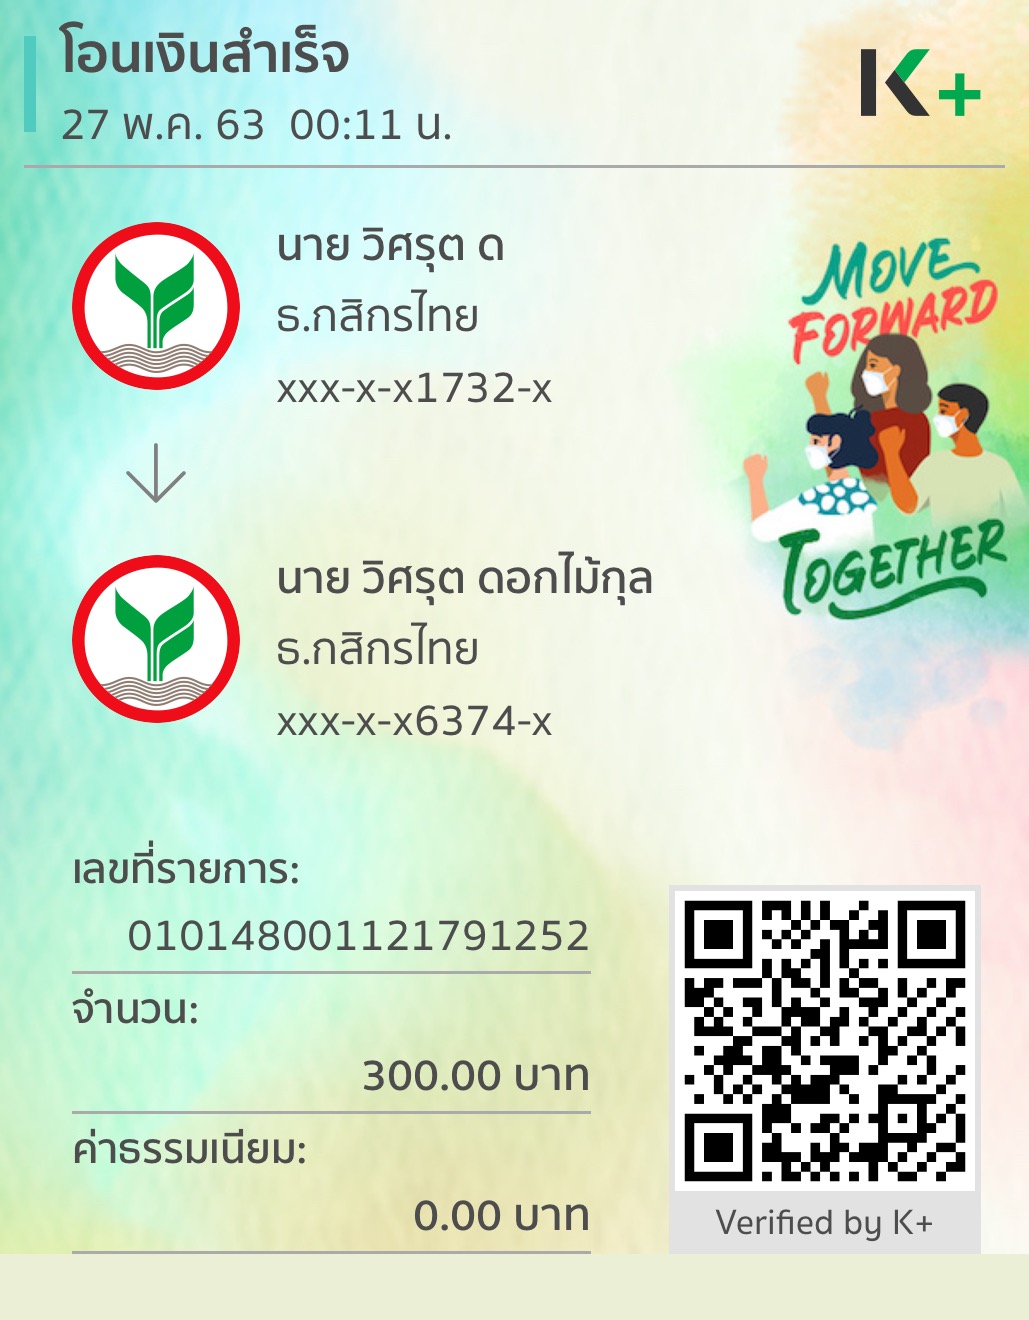 โอนเงินสำเร็จ
27 พ.ค. 63 00:11 น.
K+
นาย วิศรุต ด
ธ.กสิกรไทย
xxx-x-x1732-x
MOVE
FORWARD
TOGETHER
นาย วิศรุต ดอกไม้กุล
ธ.กสิกรไทย
xxx-x-x6374-x
เลขที่รายการ:
010148001121791252
จำนวน:
300.00 บาท
ค่าธรรมเนียม:
0.00 บาท
Verified by K+